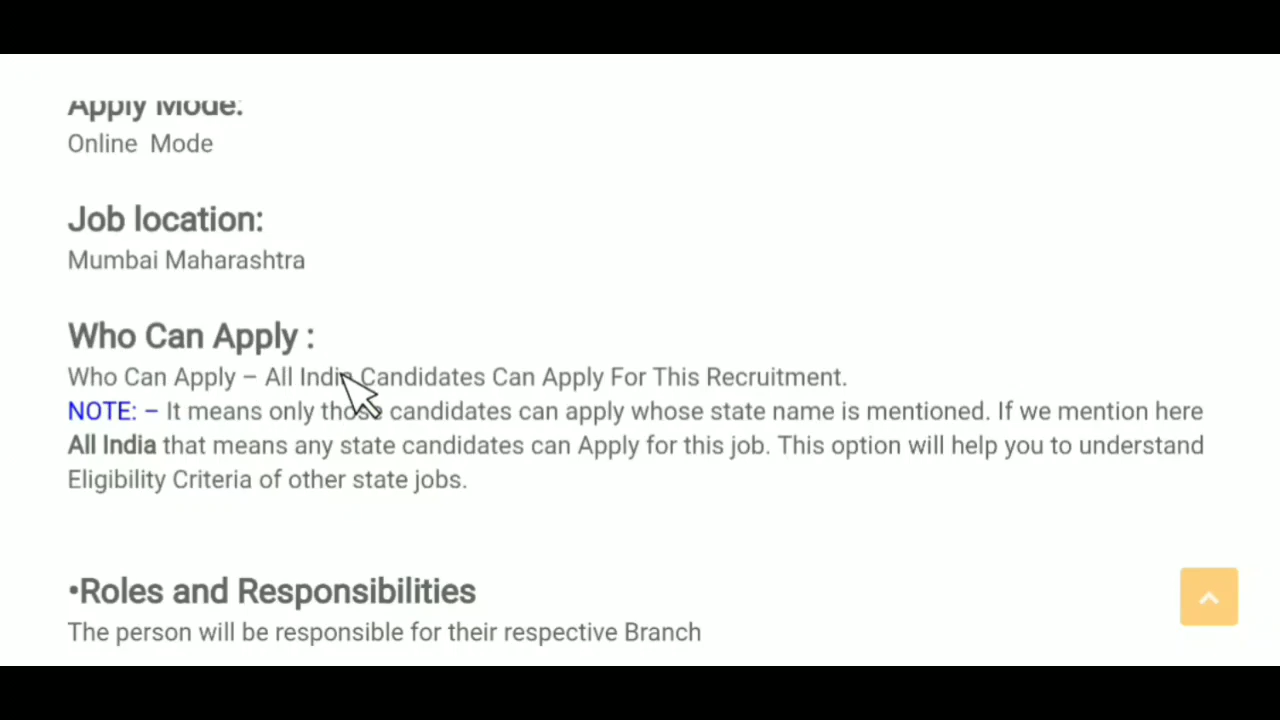 Apply Mode:
Online Mode
Job location:
Mumbai Maharashtra
Who Can Apply :
Who Can Apply – All India Candidates Can Apply For This Recruitment.
NOTE: – It means only those candidates can apply whose state name is mentioned. If we mention here
All India that means any state candidates can Apply for this job. This option will help you to understand
Eligibility Criteria of other state jobs.
•Roles and Responsibilities
The person will be responsible for their respective Branch